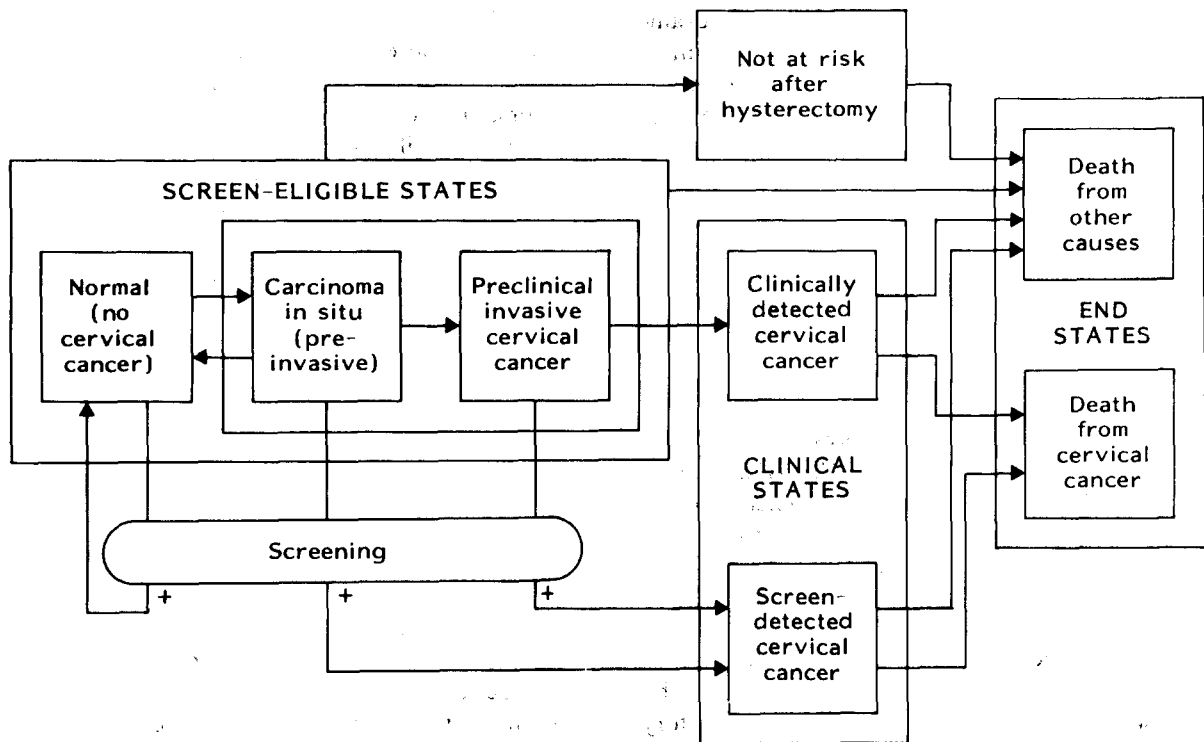 Not at risk
after
hysterectomy
SCREEN-ELIGIBLE STATES
Normal
(no
cervical
cancer)
Carcinoma
in situ
(pre-
invasive)
Preclinical
invasive
cervical
cancer
Clinically
detected
cervical
cancer
Death
from
other
causes
END
STATES
Death
from
cervical
cancer
CLINICAL
STATES
Screening
+
+
+
Screen-
detected
cervical
cancer